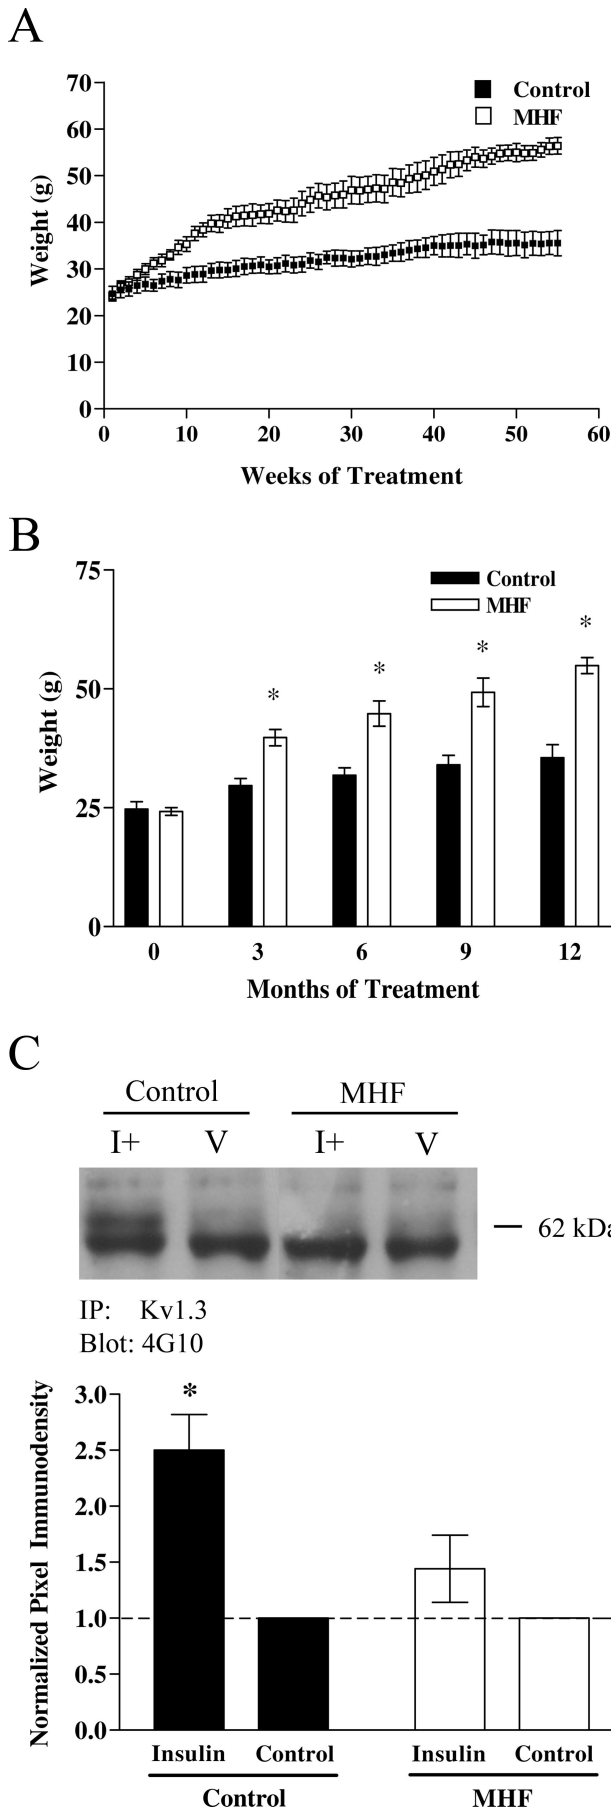 A
70
60
50
40
30
20
10
0
Weight (g)
Control
MHF
0 10 20 30 40 50 60
Weeks of Treatment
B
75
50
25
0
Weight (g)
Control
MHF
* * * *
0 3 6 9 12
Months of Treatment
C
Control MHF
I+ V I+ V
62 kDa
IP: Kv1.3
Blot: 4G10
Normalized Pixel Immunodensity
3.0
2.5
2.0
1.5
1.0
0.5
0.0
*
Insulin Control Insulin Control
Control MHF